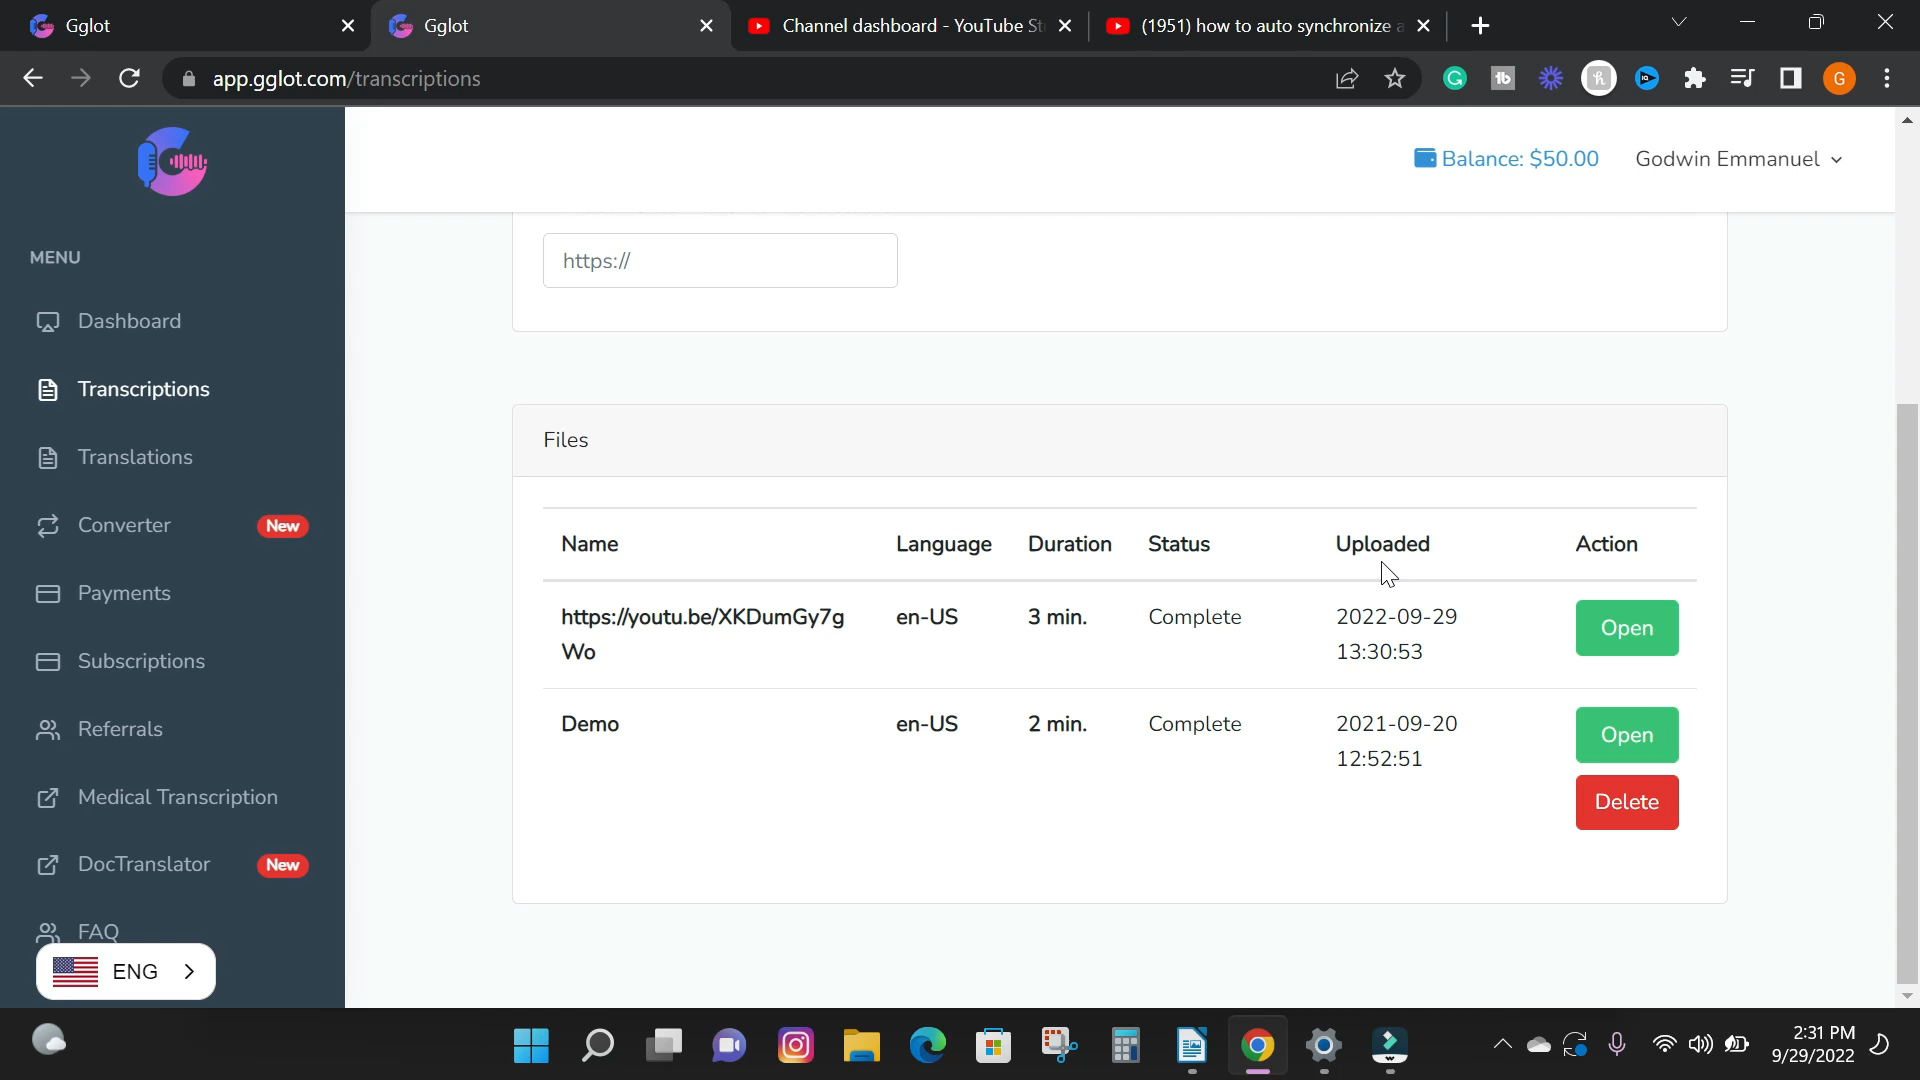 Gglot
Gglot
Channel dashboard - YouTube St
(1951) how to auto synchronize a
app.gglot.com/transcriptions
Balance: $50.00
Godwin Emmanuel
MENU
Dashboard
Transcriptions
Translations
Converter New
Payments
Subscriptions
Referrals
Medical Transcription
DocTranslator New
FAQ
ENG
https://
Files
Name Language Duration Status Uploaded Action
https://youtu.be/XKDumGy7g en-US 3 min. Complete 2022-09-29 Open
Wo 13:30:53
Demo en-US 2 min. Complete 2021-09-20 Open
12:52:51
Delete
2:31 PM
9/29/2022